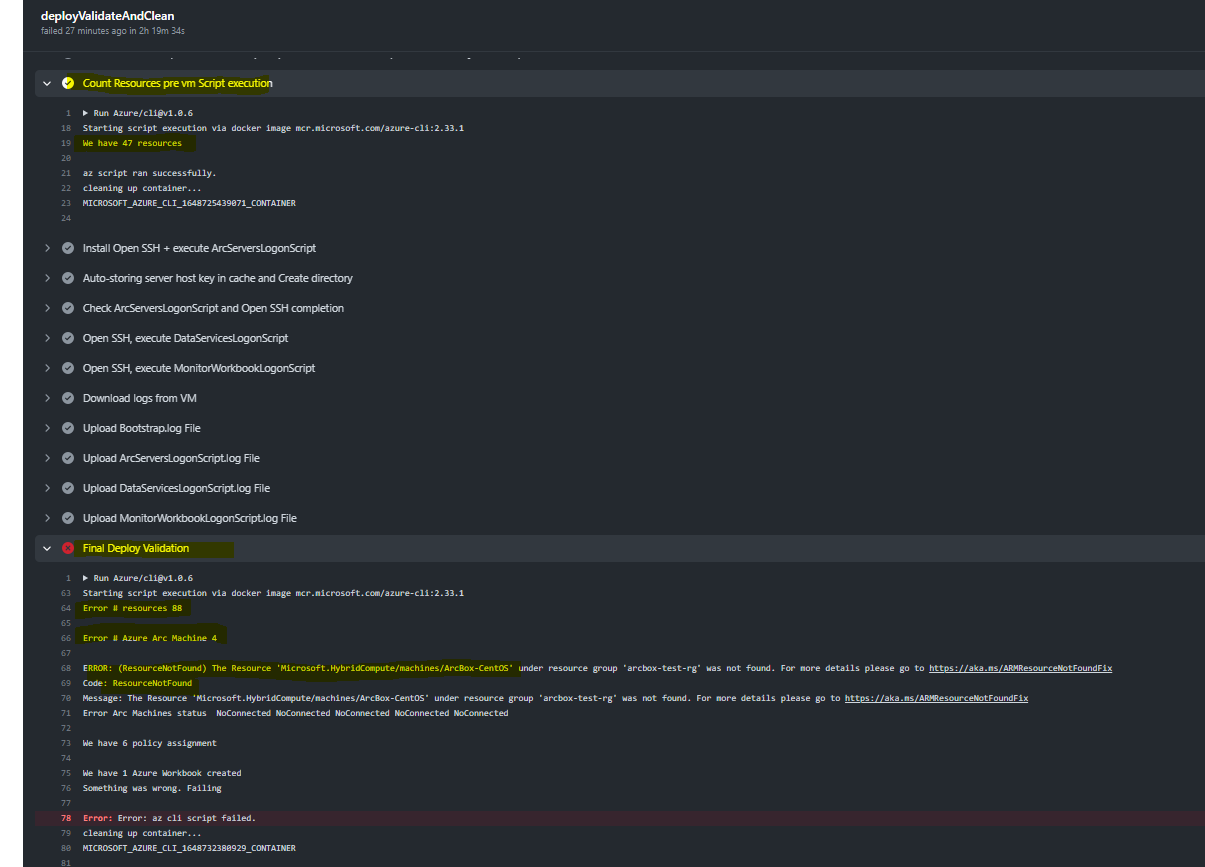 deployValidateAndClean
failed 27 minutes ago in 2h 19m 34s
Count Resources pre vm Script execution
1 ▶ Run Azure/cli@v1.0.6
18 Starting script execution via docker image mcr.microsoft.com/azure-cli:2.33.1
19 We have 47 resources
20
21 az script ran successfully.
22 cleaning up container...
23 MICROSOFT_AZURE_CLI_1648725439071_CONTAINER
24
Install Open SSH + execute ArcServersLogonScript
Auto-storing server host key in cache and Create directory
Check ArcServersLogonScript and Open SSH completion
Open SSH, execute DataServicesLogonScript
Open SSH, execute MonitorWorkbookLogonScript
Download logs from VM
Upload Bootstrap.log File
Upload ArcServersLogonScript.log File
Upload DataServicesLogonScript.log File
Upload MonitorWorkbookLogonScript.log File
Final Deploy Validation
1 ▶ Run Azure/cli@v1.0.6
63 Starting script execution via docker image mcr.microsoft.com/azure-cli:2.33.1
64 Error # resources 88
65
66 Error # Azure Arc Machine 4
67
68 ERROR: (ResourceNotFound) The Resource 'Microsoft.HybridCompute/machines/ArcBox-CentOS' under resource group 'arcbox-test-rg' was not found. For more details please go to https://aka.ms/ARMResourceNotFoundFix
69 Code: ResourceNotFound
70 Message: The Resource 'Microsoft.HybridCompute/machines/ArcBox-CentOS' under resource group 'arcbox-test-rg' was not found. For more details please go to https://aka.ms/ARMResourceNotFoundFix
71 Error Arc Machines status  NoConnected NoConnected NoConnected NoConnected NoConnected
72
73 We have 6 policy assignment
74
75 We have 1 Azure Workbook created
76 Something was wrong. Failing
77
78 Error: Error: az cli script failed.
79 cleaning up container...
80 MICROSOFT_AZURE_CLI_1648732380929_CONTAINER
81